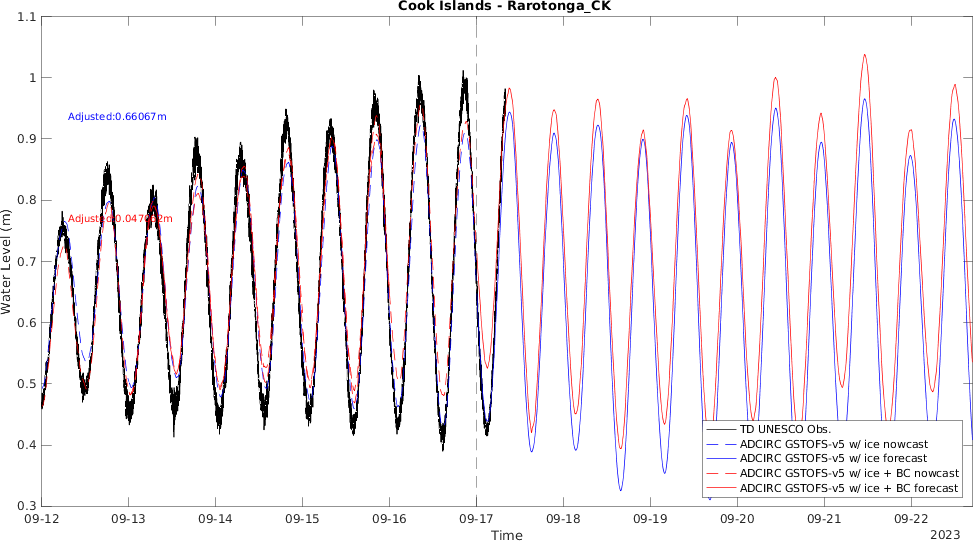 Cook Islands - Rarotonga_CK
Water Level (m)
1.1
1
0.9
0.8
0.7
0.6
0.5
0.4
0.3
Adjusted:0.66067m
TD UNESCO Obs.
ADCIRC GSTOFS-v5 w/ ice nowcast
ADCIRC GSTOFS-v5 w/ ice forecast
ADCIRC GSTOFS-v5 w/ ice + BC nowcast
ADCIRC GSTOFS-v5 w/ ice + BC forecast
09-12 09-13 09-14 09-15 09-16 09-17 09-18 09-19 09-20 09-21 09-22
Time
2023